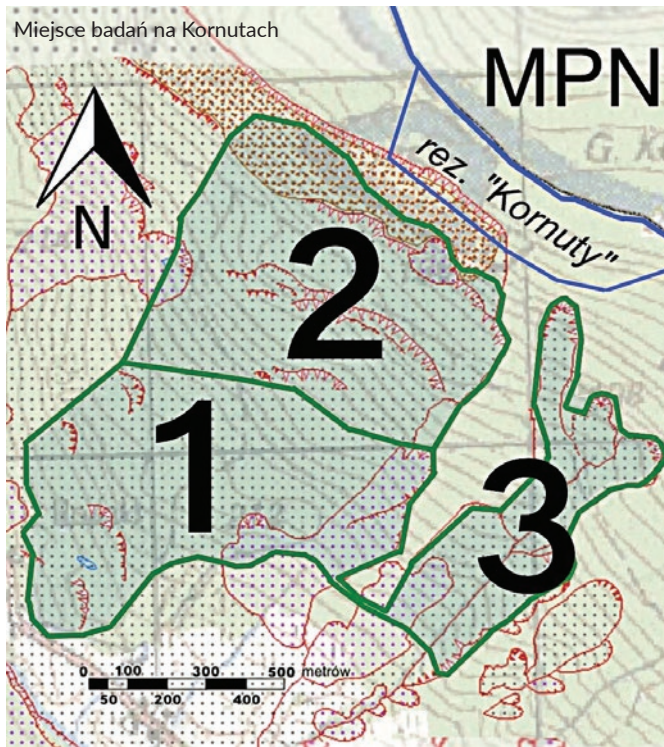 Miejsce badań na Kornutach
MPN
G. K
rez. "Kornuty"
N
2
1
3
0 100 300 500 metrów
50 200 400